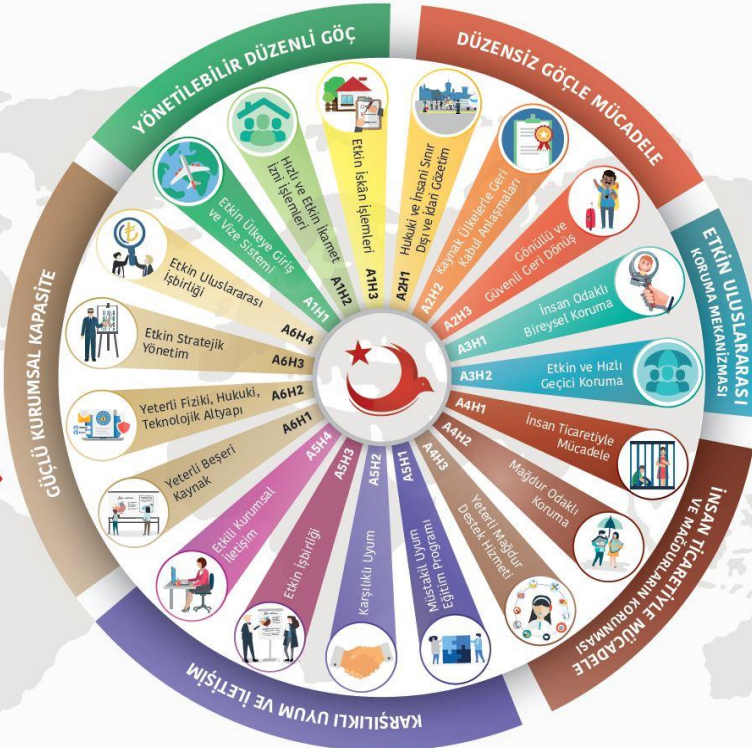 YÖNETİLEBİLİR DÜZENLİ GÖÇ
Etkin Ülkeye Giriş
ve Vize Sistemi
A1H1
Hızlı ve Etkin İkamet
İzni İşlemleri
A1H2
Etkin İskân İşlemleri
A1H3
DÜZENSİZ GÖÇLE MÜCADELE
Hukuki ve İnsani Sınır
Dışı ve İdari Gözetim
A2H1
Kaynak Ülkelerle Geri
Kabul Anlaşmaları
A2H2
Gönüllü ve
Güvenli Geri Dönüş
A2H3
ETKİN ULUSLARARASI
KORUMA MEKANİZMASI
İnsan Odaklı
Bireysel Koruma
A3H1
Etkin ve Hızlı
Geçici Koruma
A3H2
İNSAN TİCARETİYLE MÜCADELE
VE MAĞDURLARIN KORUNMASI
İnsan Ticaretiyle
Mücadele
A4H1
Mağdur Odaklı
Koruma
A4H2
Yeterli Mağdur
Destek Hizmeti
A4H3
KARŞILIKLI UYUM VE İLETİŞİM
Müstakil Uyum
Eğitim Programı
A5H1
Karşılıklı Uyum
A5H2
Etkin İşbirliği
A5H3
Etkili Kurumsal
İletişim
A5H4
GÜÇLÜ KURUMSAL KAPASİTE
Yeterli Beşeri
Kaynak
A6H1
Yeterli Fiziki, Hukuki,
Teknolojik Altyapı
A6H2
Etkin Stratejik
Yönetim
A6H3
Etkin Uluslararası
İşbirliği
A6H4